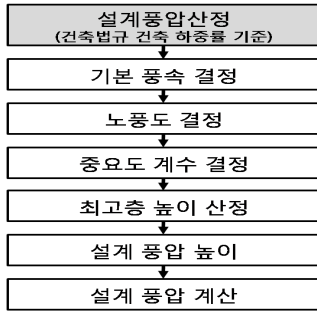 설계풍압산정
(건축법규 건축 하중률 기준)
기본 풍속 결정
노풍도 결정
중요도 계수 결정
최고층 높이 산정
설계 풍압 높이
설계 풍압 계산